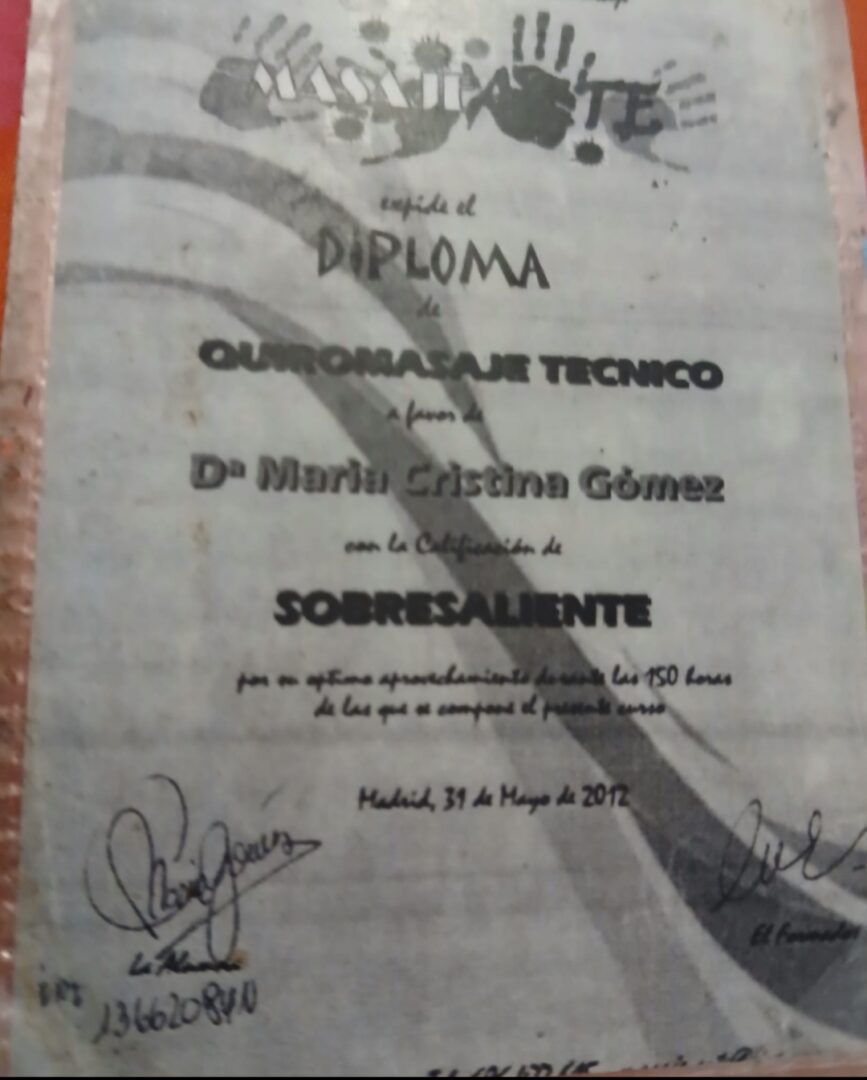 MASAJEARTE
expide el
DIPLOMA
de
QUIROMASAJE TECNICO
a favor de
Dª Maria Cristina Gómez
con la Calificación de
SOBRESALIENTE
por su optimo aprovechamiento durante las 150 horas
de las que se compone el presente curso
Madrid, 31 de Mayo de 2012
El Formador
La Alumna